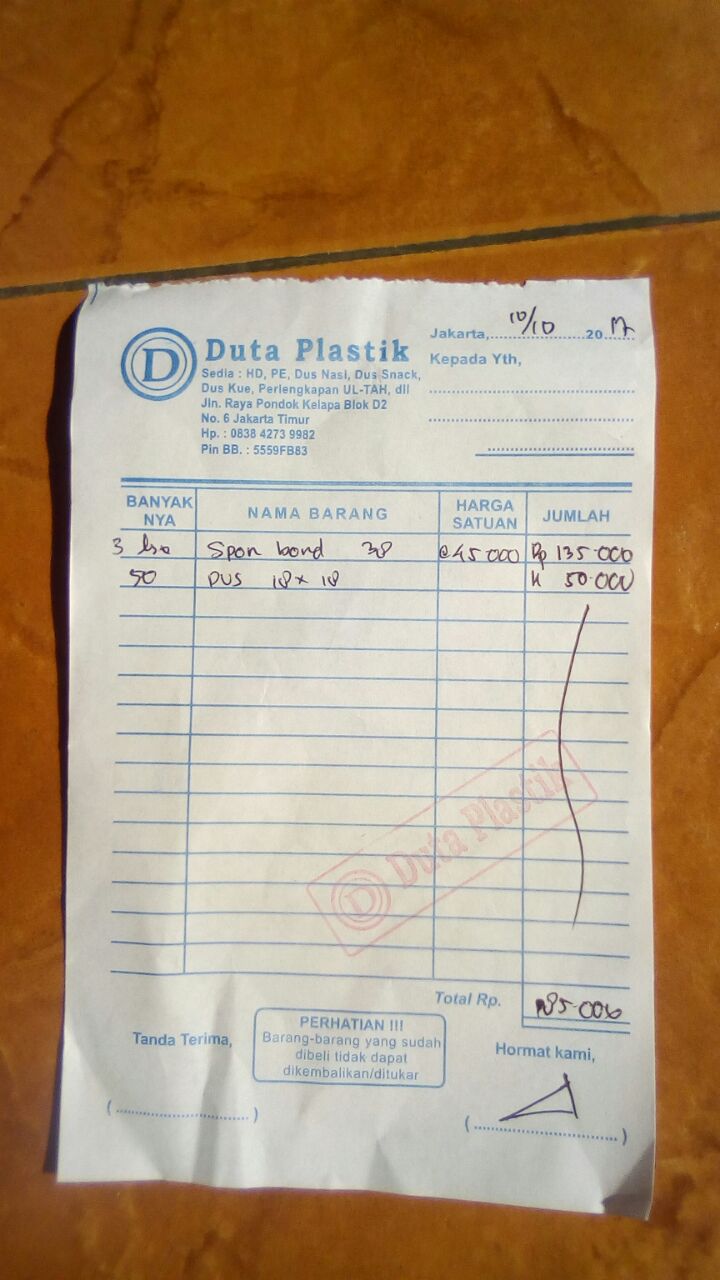 D
Duta Plastik
Sedia : HD, PE, Dus Nasi, Dus Snack,
Dus Kue, Perlengkapan UL-TAH, dll
Jln. Raya Pondok Kelapa Blok D2
No. 6 Jakarta Timur
Hp. : 0838 4273 9982
Pin BB. : 5559FB83
Jakarta, 10/10 20 17
Kepada Yth,
BANYAK NYA NAMA BARANG HARGA SATUAN JUMLAH
3 Spon bond 38 @45.000 Rp 135.000
50 DUS 18 x 18 50.000
D Duta Plastik
Total Rp. 185.000
Tanda Terima,
PERHATIAN !!!
Barang-barang yang sudah
dibeli tidak dapat
dikembalikan/ditukar
Hormat kami,